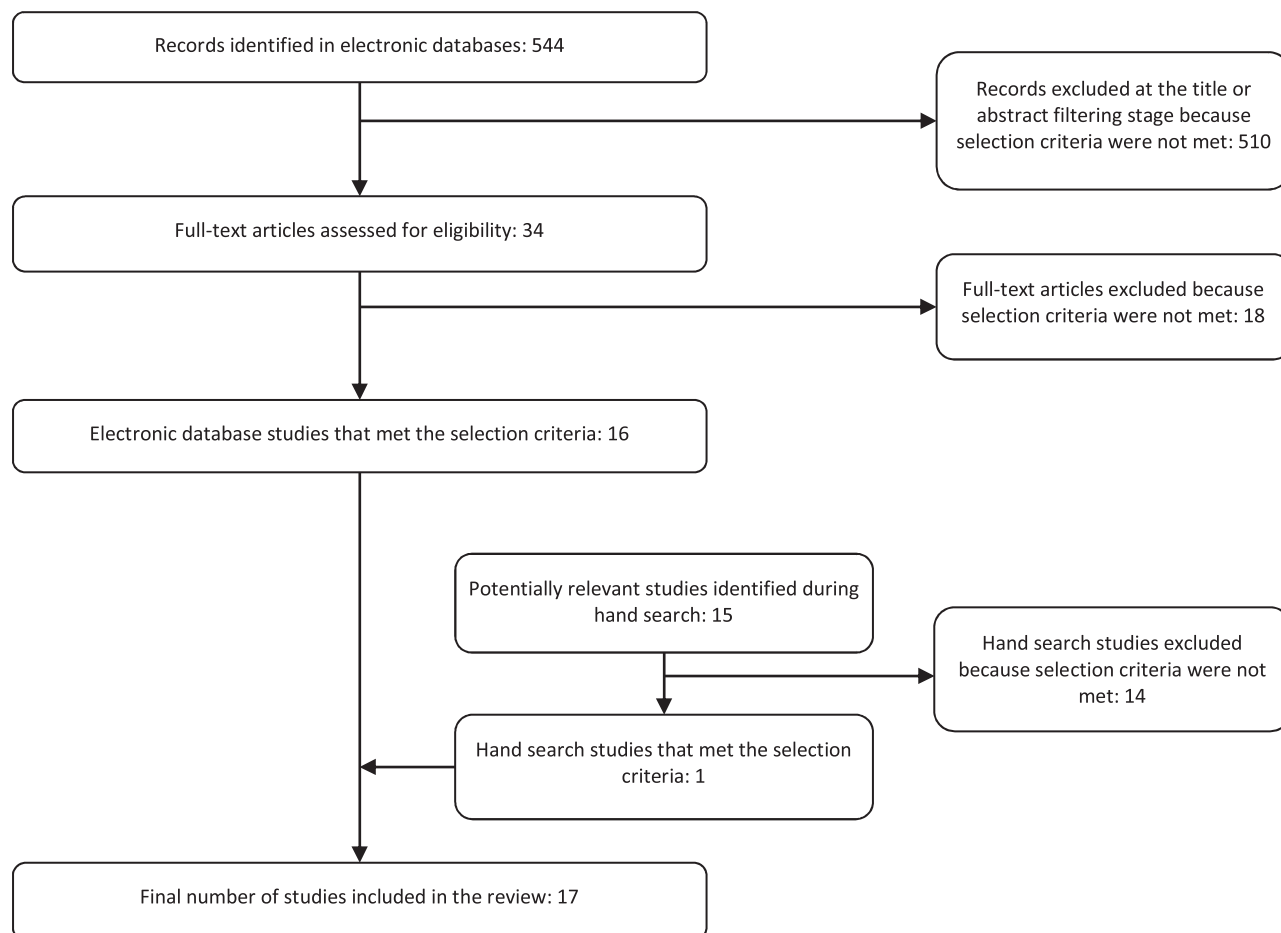 Records identified in electronic databases: 544
Records excluded at the title or
abstract filtering stage because
selection criteria were not met: 510
Full-text articles assessed for eligibility: 34
Full-text articles excluded because
selection criteria were not met: 18
Electronic database studies that met the selection criteria: 16
Potentially relevant studies identified during
hand search: 15
Hand search studies excluded
because selection criteria were not
met: 14
Hand search studies that met the selection
criteria: 1
Final number of studies included in the review: 17